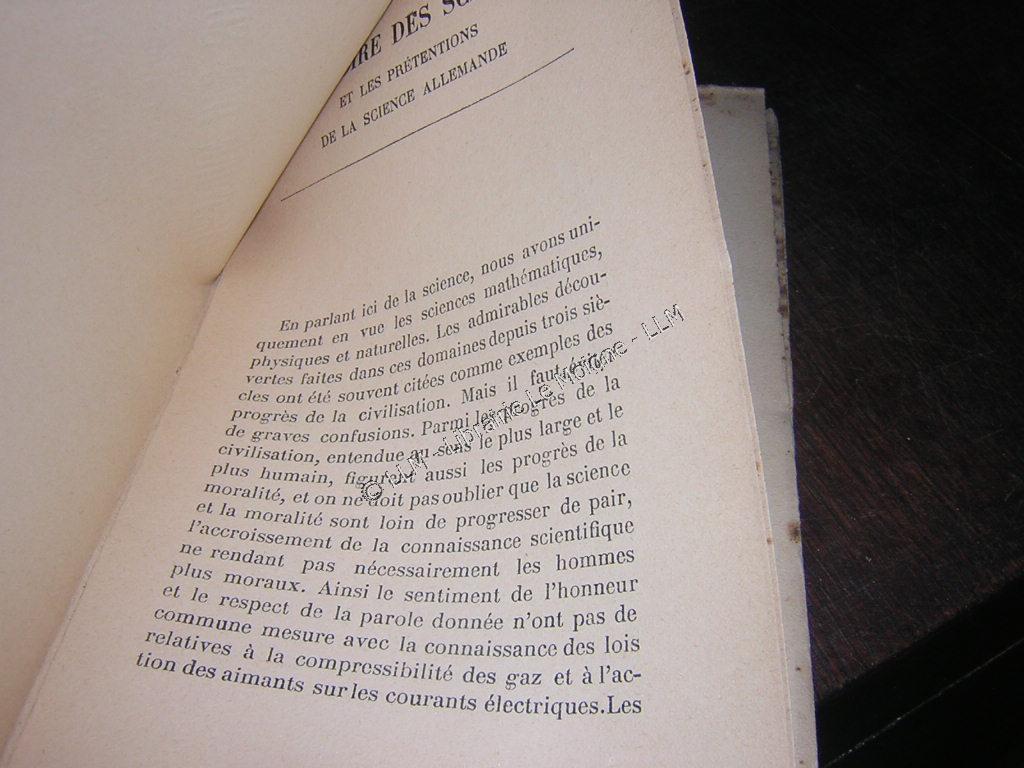 DES
ET LES PRÉTENTIONS
DE LA SCIENCE ALLEMANDE
En parlant ici de la science, nous avons uni-
quement en vue les sciences mathématiques,
physiques et naturelles. Les admirables décou-
vertes faites dans ces domaines depuis trois siè-
cles ont été souvent citées comme exemples des
progrès de la civilisation. Mais il faut éviter
de graves confusions. Parmi les progrès de la
civilisation, entendue au sens le plus large et le
plus humain, figurent aussi les progrès de la
moralité, et on ne doit pas oublier que la science
et la moralité sont loin de progresser de pair,
l'accroissement de la connaissance scientifique
ne rendant pas nécessairement les hommes
plus moraux. Ainsi le sentiment de l'honneur
et le respect de la parole donnée n'ont pas de
commune mesure avec la connaissance des lois
relatives à la compressibilité des gaz et à l'ac-
tion des aimants sur les courants électriques. Les
© LLM - Librairie Le Moigne - LLM